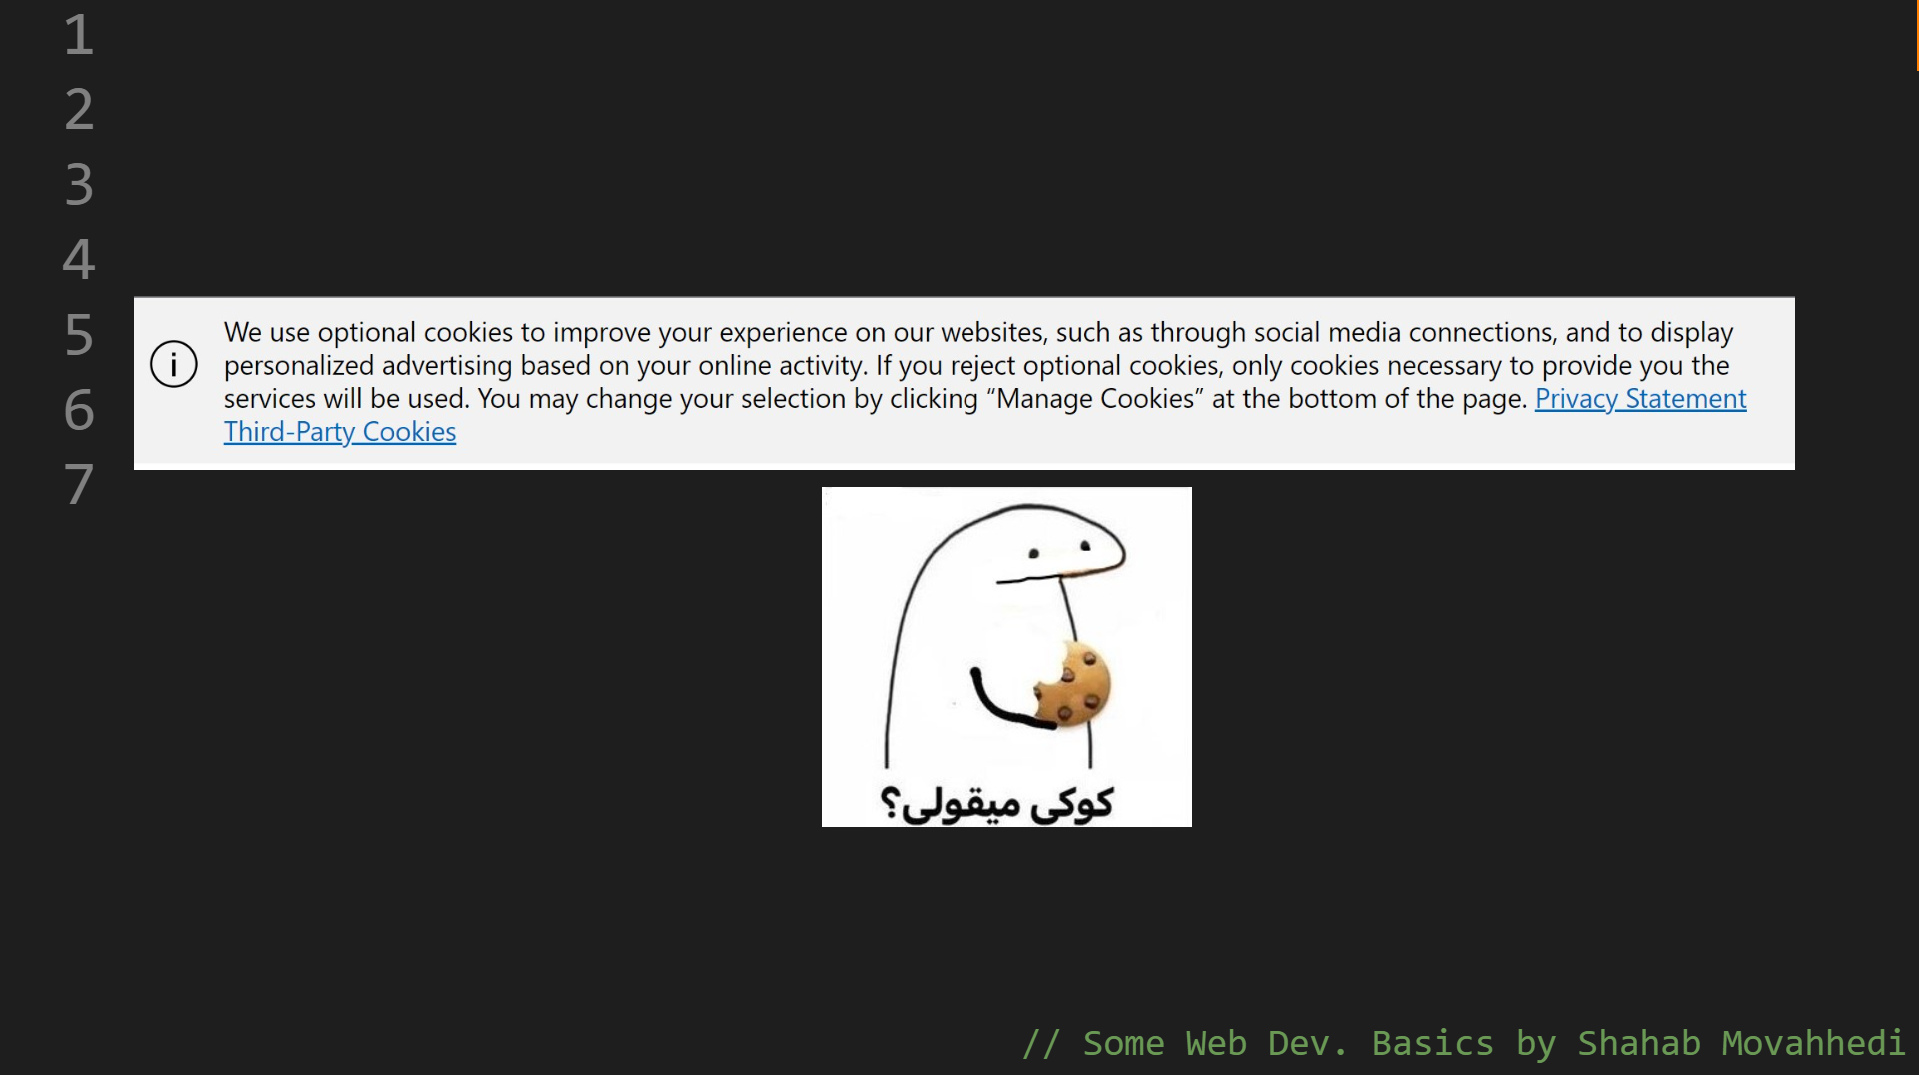 1
2
3
4
5
6
7
We use optional cookies to improve your experience on our websites, such as through social media connections, and to display
personalized advertising based on your online activity. If you reject optional cookies, only cookies necessary to provide you the
services will be used. You may change your selection by clicking “Manage Cookies” at the bottom of the page. Privacy Statement
Third-Party Cookies
کوکی میقولی؟
// Some Web Dev. Basics by Shahab Movahhedi